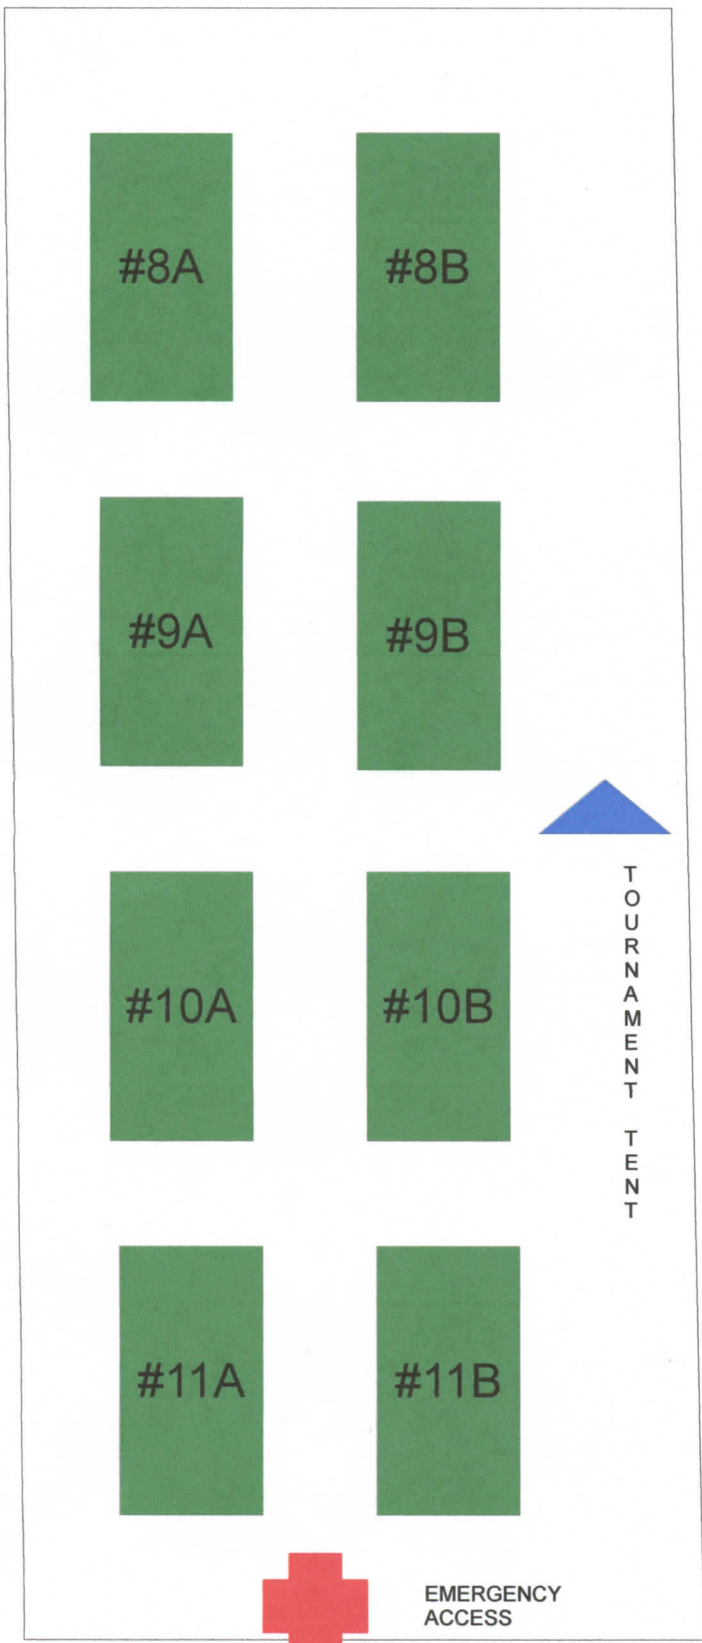 #8A
#8B
#9A
#9B
#10A
#10B
#11A
#11B
TOURNAMENT TENT
EMERGENCY
ACCESS